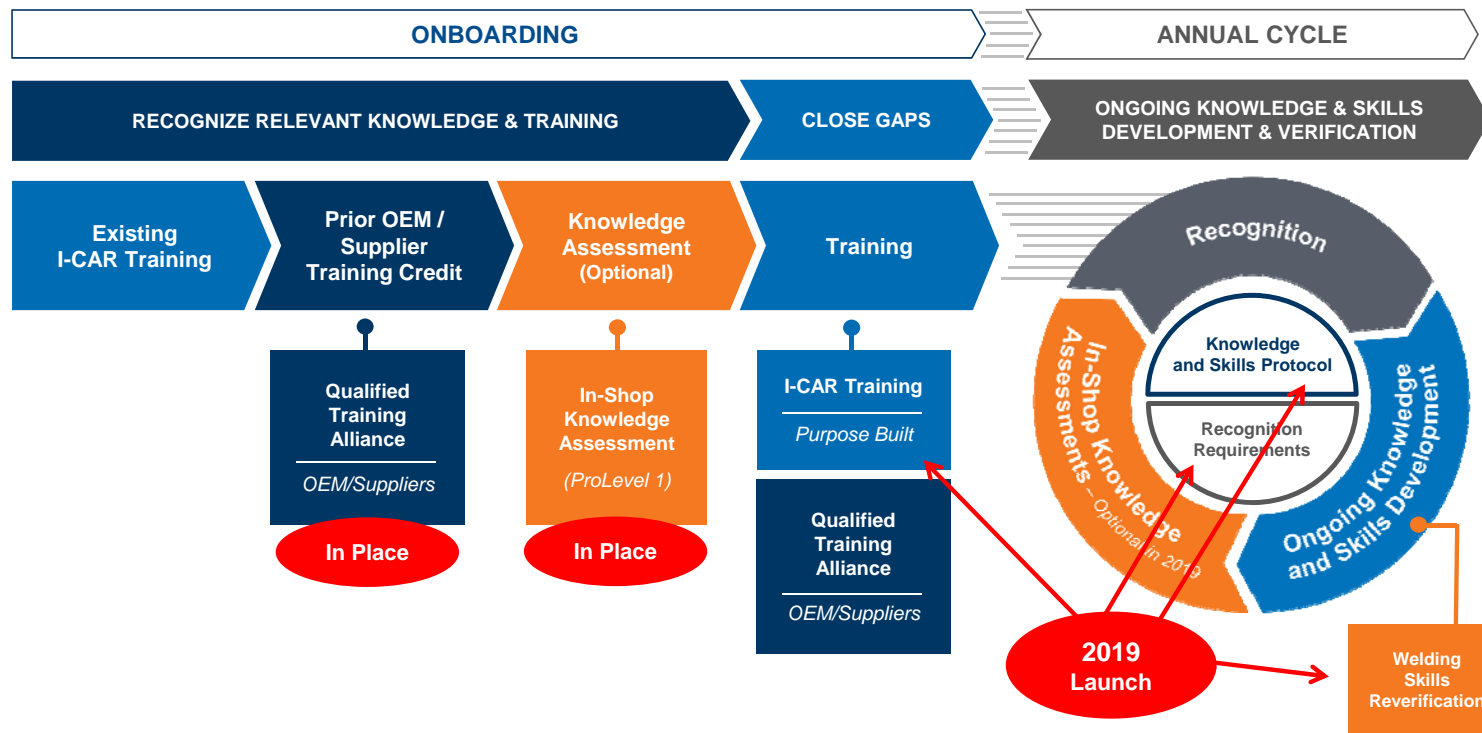 ONBOARDING
ANNUAL CYCLE
RECOGNIZE RELEVANT KNOWLEDGE & TRAINING
CLOSE GAPS
ONGOING KNOWLEDGE & SKILLS
DEVELOPMENT & VERIFICATION
Existing
I-CAR Training
Prior OEM /
Supplier
Training Credit
Knowledge
Assessment
(Optional)
Training
Qualified
Training
Alliance
OEM/Suppliers
In Place
In-Shop
Knowledge
Assessment
(ProLevel 1)
In Place
I-CAR Training
Purpose Built
Qualified
Training
Alliance
OEM/Suppliers
Recognition
Knowledge
and Skills Protocol
Recognition
Requirements
In-Shop Knowledge
Assessments – Optional in 2019
Ongoing Knowledge
and Skills Development
2019
Launch
Welding
Skills
Reverification